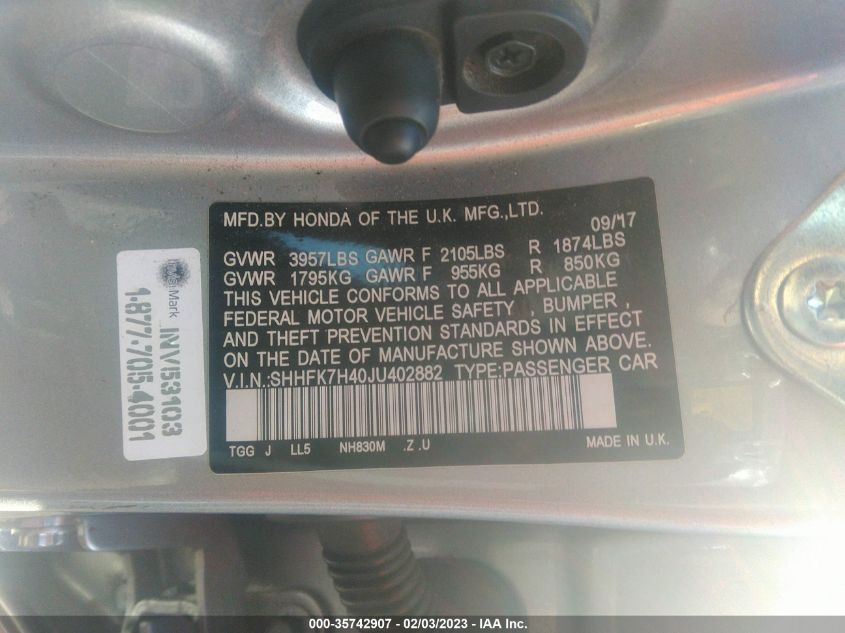 MFD.BY HONDA OF THE U.K. MFG.,LTD.
09/17
GVWR 3957LBS GAWR F 2105LBS R 1874LBS
GVWR 1795KG GAWR F 955KG R 850KG
THIS VEHICLE CONFORMS TO ALL APPLICABLE
FEDERAL MOTOR VEHICLE SAFETY , BUMPER ,
AND THEFT PREVENTION STANDARDS IN EFFECT
ON THE DATE OF MANUFACTURE SHOWN ABOVE.
V.I.N.:SHHFK7H40JU402882 TYPE:PASSENGER CAR
TGG J LL5 NH830M .Z .U
MADE IN U.K.
Mark
INV53103
1-877-705-4001
000-35742907 - 02/03/2023 - IAA Inc.